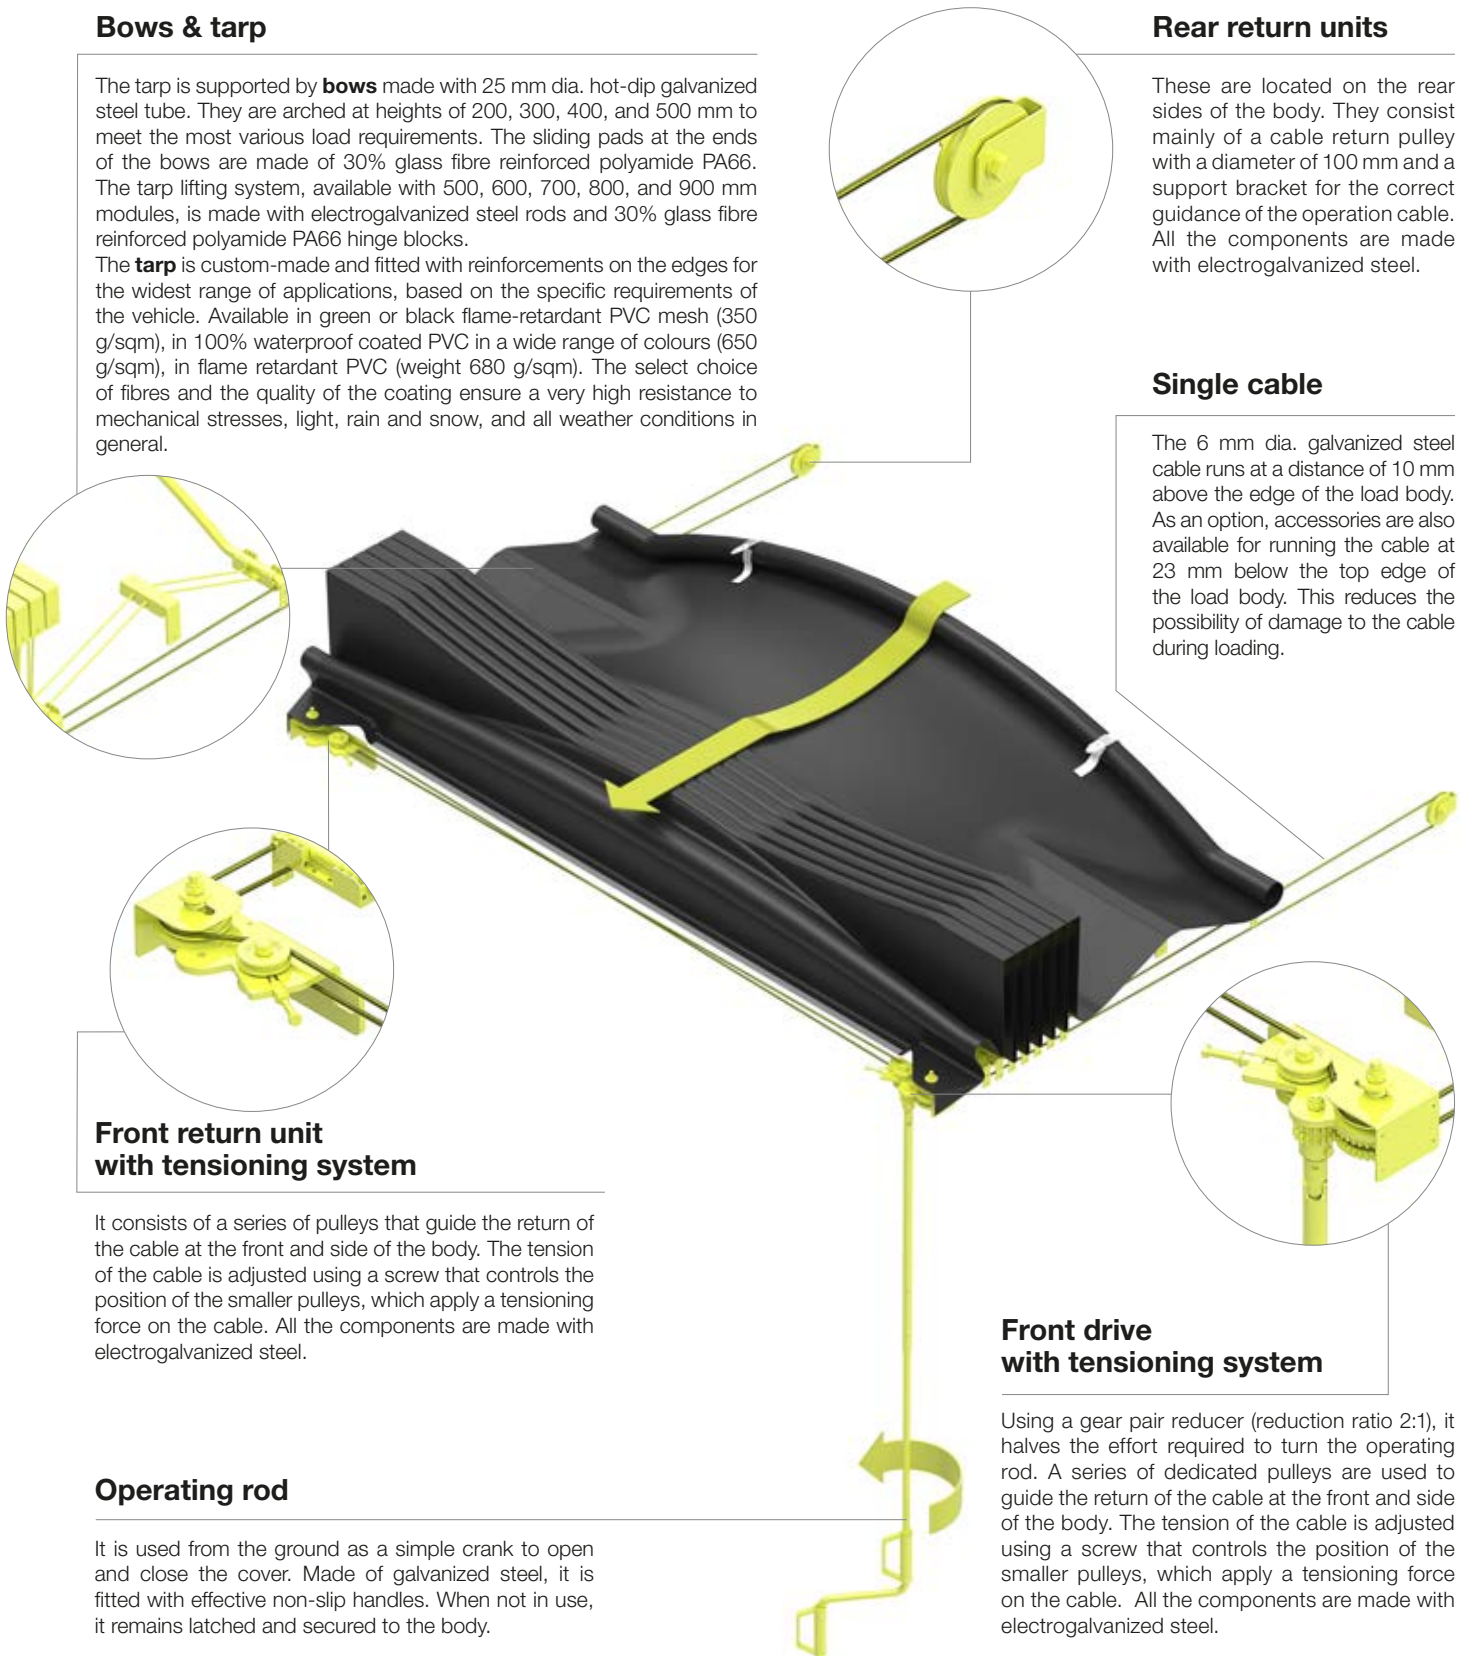 Bows & tarp
The tarp is supported by bows made with 25 mm dia. hot-dip galvanized
steel tube. They are arched at heights of 200, 300, 400, and 500 mm to
meet the most various load requirements. The sliding pads at the ends
of the bows are made of 30% glass fibre reinforced polyamide PA66.
The tarp lifting system, available with 500, 600, 700, 800, and 900 mm
modules, is made with electrogalvanized steel rods and 30% glass fibre
reinforced polyamide PA66 hinge blocks.
The tarp is custom-made and fitted with reinforcements on the edges for
the widest range of applications, based on the specific requirements of
the vehicle. Available in green or black flame-retardant PVC mesh (350
g/sqm), in 100% waterproof coated PVC in a wide range of colours (650
g/sqm), in flame retardant PVC (weight 680 g/sqm). The select choice
of fibres and the quality of the coating ensure a very high resistance to
mechanical stresses, light, rain and snow, and all weather conditions in
general.
Rear return units
These are located on the rear
sides of the body. They consist
mainly of a cable return pulley
with a diameter of 100 mm and a
support bracket for the correct
guidance of the operation cable.
All the components are made
with electrogalvanized steel.
Single cable
The 6 mm dia. galvanized steel
cable runs at a distance of 10 mm
above the edge of the load body.
As an option, accessories are also
available for running the cable at
23 mm below the top edge of
the load body. This reduces the
possibility of damage to the cable
during loading.
Front return unit
with tensioning system
It consists of a series of pulleys that guide the return of
the cable at the front and side of the body. The tension
of the cable is adjusted using a screw that controls the
position of the smaller pulleys, which apply a tensioning
force on the cable. All the components are made with
electrogalvanized steel.
Front drive
with tensioning system
Using a gear pair reducer (reduction ratio 2:1), it
halves the effort required to turn the operating
rod. A series of dedicated pulleys are used to
guide the return of the cable at the front and side
of the body. The tension of the cable is adjusted
using a screw that controls the position of the
smaller pulleys, which apply a tensioning force
on the cable. All the components are made with
electrogalvanized steel.
Operating rod
It is used from the ground as a simple crank to open
and close the cover. Made of galvanized steel, it is
fitted with effective non-slip handles. When not in use,
it remains latched and secured to the body.